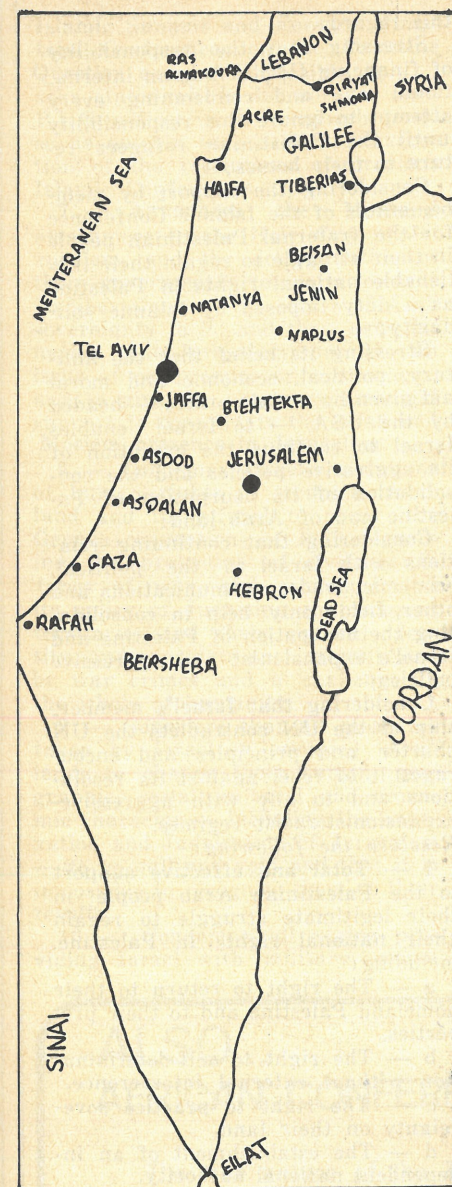 LEBANON
RAS
ALNAKOURA
SYRIA
QIRYAT
SHMONA
ACRE
GALILEE
MEDITERANEAN SEA
HAIFA
TIBERIAS
BEISAN
JENIN
NATANYA
NAPLUS
TEL AVIV
JAFFA
BTEHTEKFA
ASDOD
JERUSALEM
ASQALAN
GAZA
HEBRON
DEAD SEA
RAFAH
BEIRSHEBA
JORDAN
SINAI
EILAT